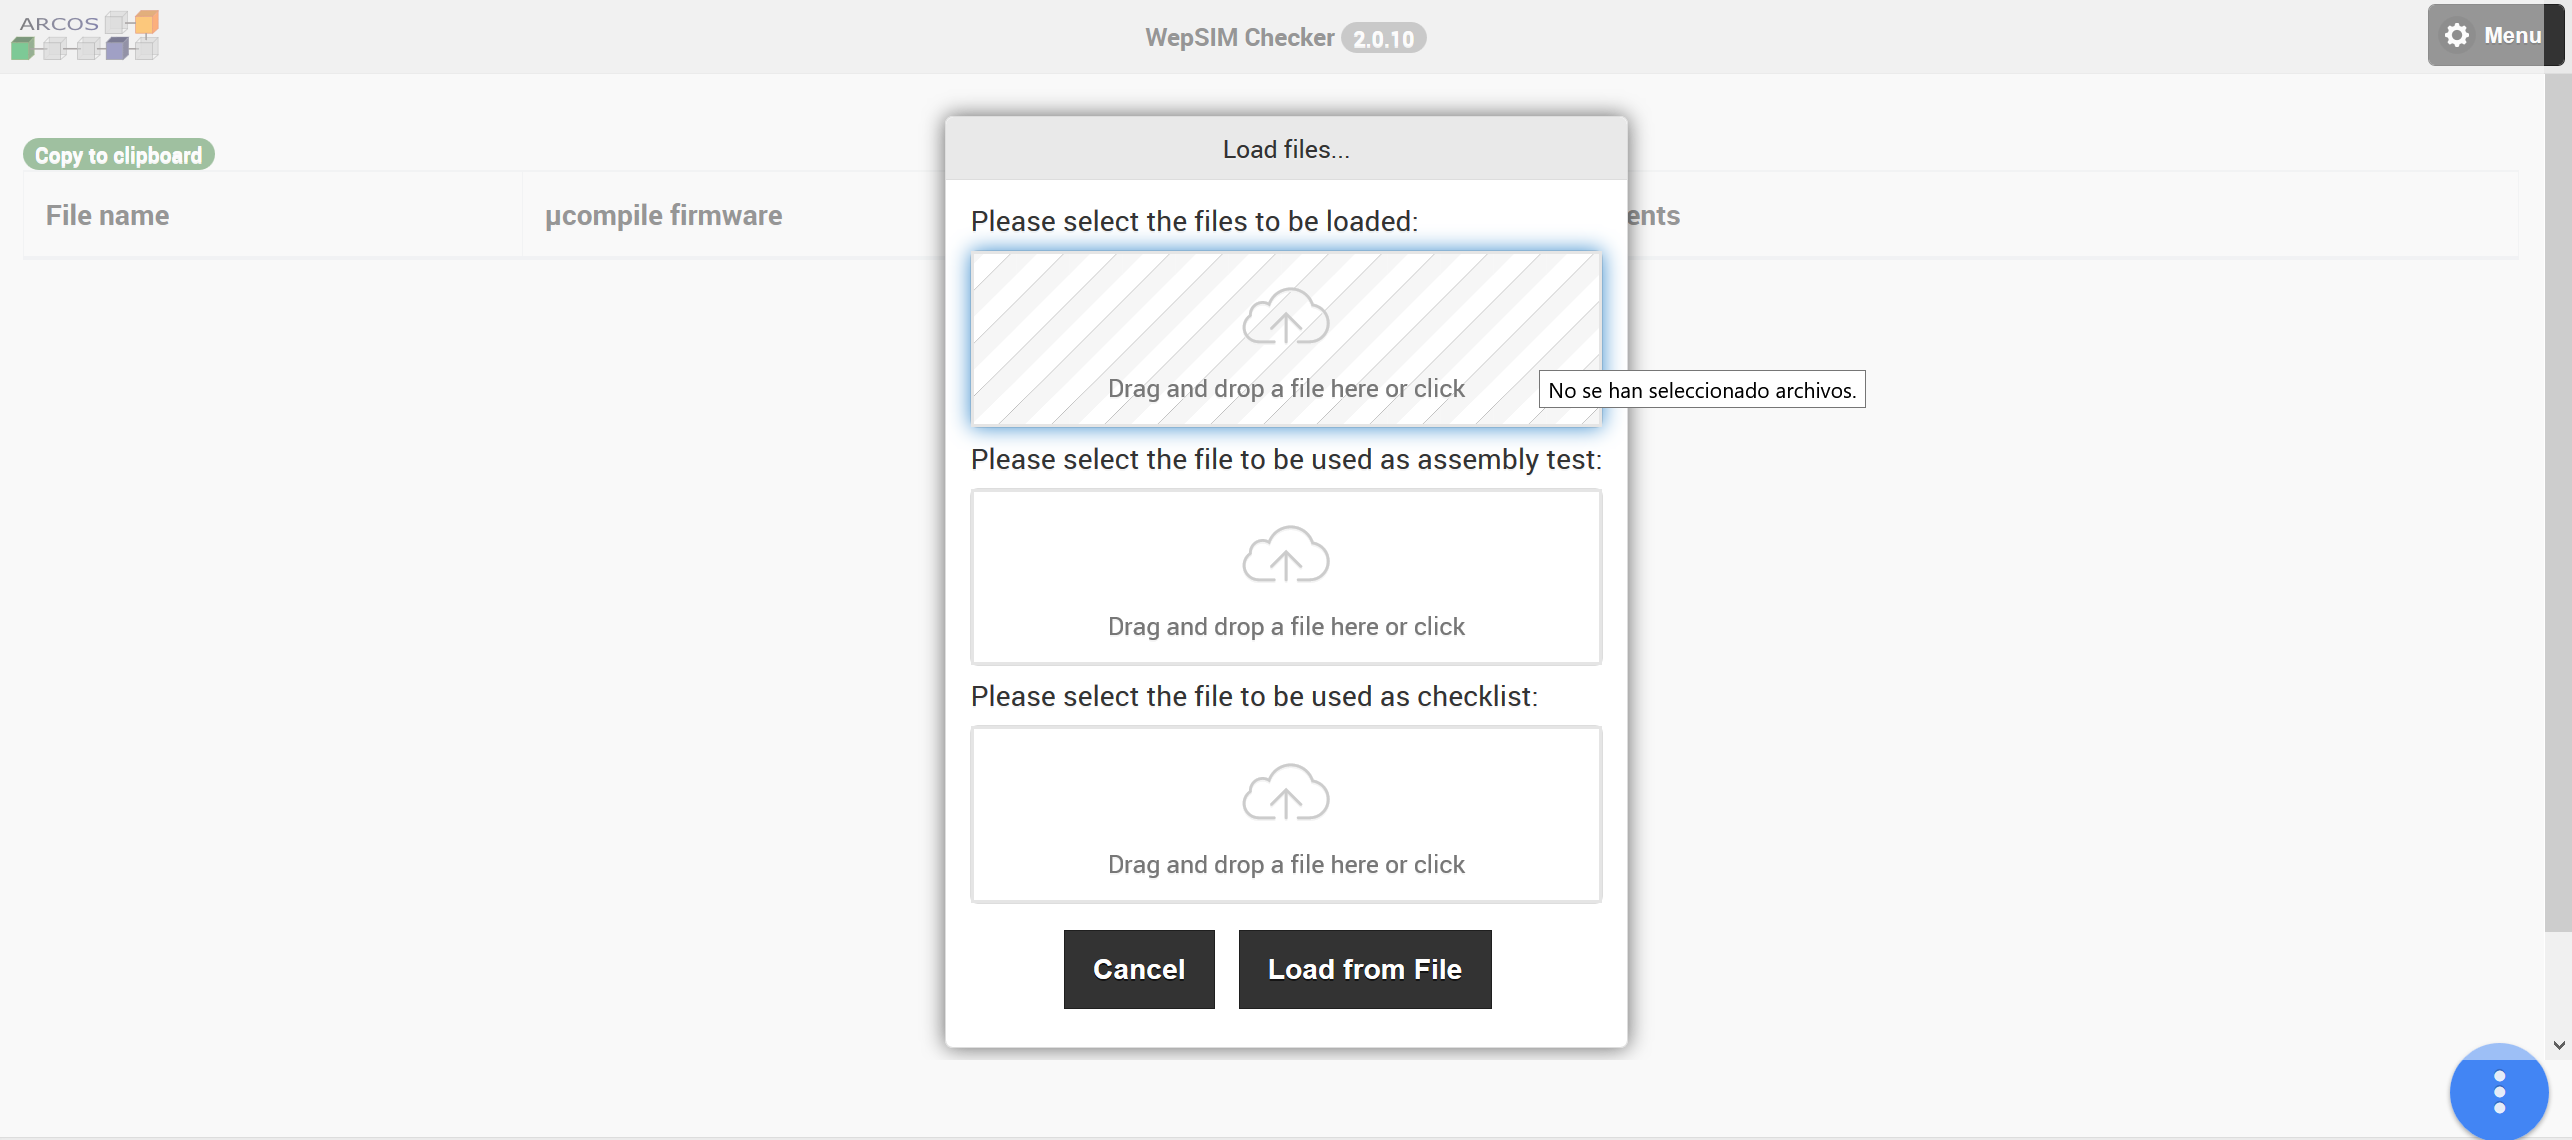 ARCOS
WepSIM Checker 2.0.10
Menu
Copy to clipboard
File name
µcompile firmware
ents
Load files...
Please select the files to be loaded:
Drag and drop a file here or click
No se han seleccionado archivos.
Please select the file to be used as assembly test:
Drag and drop a file here or click
Please select the file to be used as checklist:
Drag and drop a file here or click
Cancel
Load from File